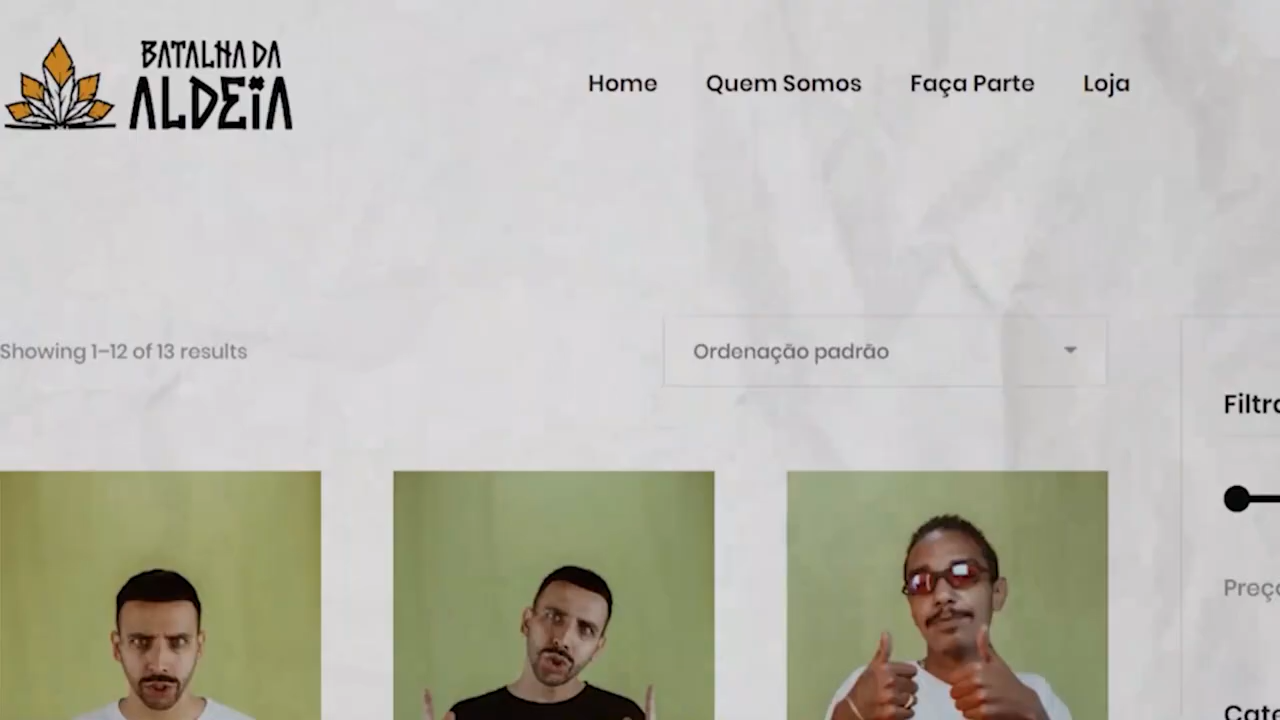 BATALHA DA
ALDEiA
Home Quem Somos Faça Parte Loja
Showing 1–12 of 13 results
Ordenação padrão